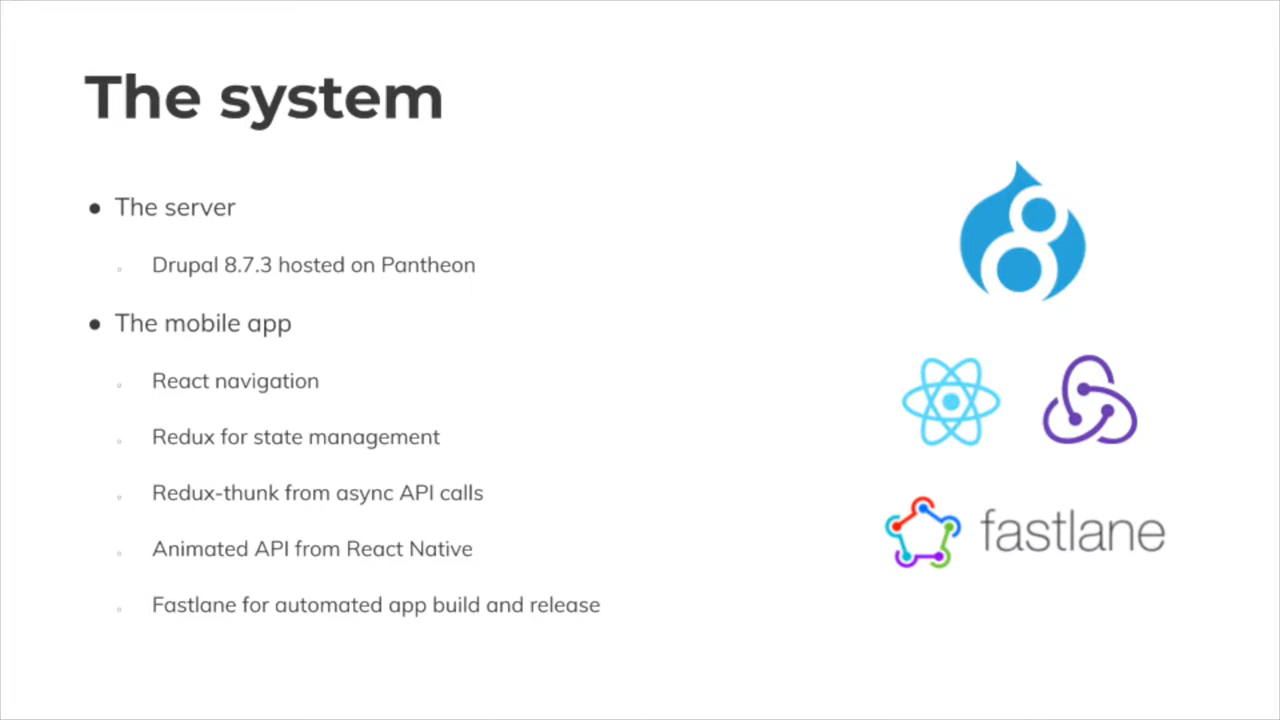 The system
● The server
○ Drupal 8.7.3 hosted on Pantheon
● The mobile app
○ React navigation
○ Redux for state management
○ Redux-thunk from async API calls
○ Animated API from React Native
○ Fastlane for automated app build and release
8
fastlane